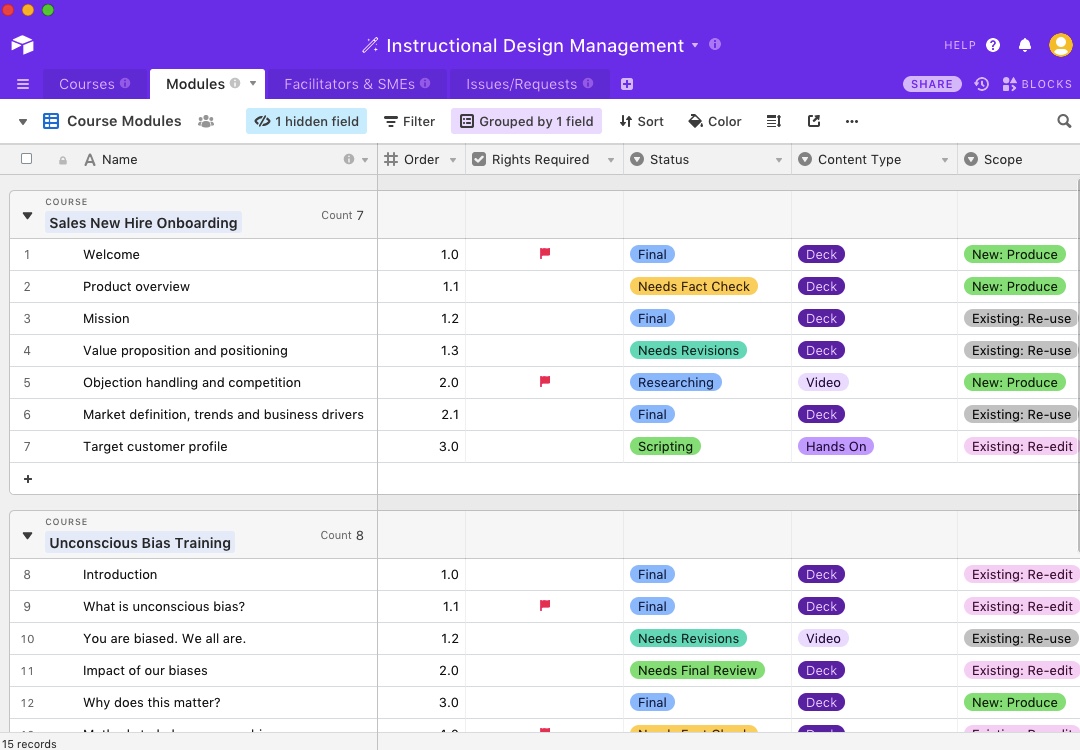 Instructional Design Management
HELP
Courses
Modules
Facilitators & SMEs
Issues/Requests
SHARE
BLOCKS
Course Modules
1 hidden field
Filter
Grouped by 1 field
Sort
Color
A Name
Order
Rights Required
Status
Content Type
Scope
COURSE
Sales New Hire Onboarding
Count 7
1 Welcome 1.0 Final Deck New: Produce
2 Product overview 1.1 Needs Fact Check Deck New: Produce
3 Mission 1.2 Final Deck Existing: Re-use
4 Value proposition and positioning 1.3 Needs Revisions Deck Existing: Re-use
5 Objection handling and competition 2.0 Researching Video New: Produce
6 Market definition, trends and business drivers 2.1 Final Deck Existing: Re-use
7 Target customer profile 3.0 Scripting Hands On Existing: Re-edit
+
COURSE
Unconscious Bias Training
Count 8
8 Introduction 1.0 Final Deck Existing: Re-edit
9 What is unconscious bias? 1.1 Final Deck Existing: Re-edit
10 You are biased. We all are. 1.2 Needs Revisions Video Existing: Re-use
11 Impact of our biases 2.0 Needs Final Review Deck Existing: Re-edit
12 Why does this matter? 3.0 Final Deck New: Produce
15 records